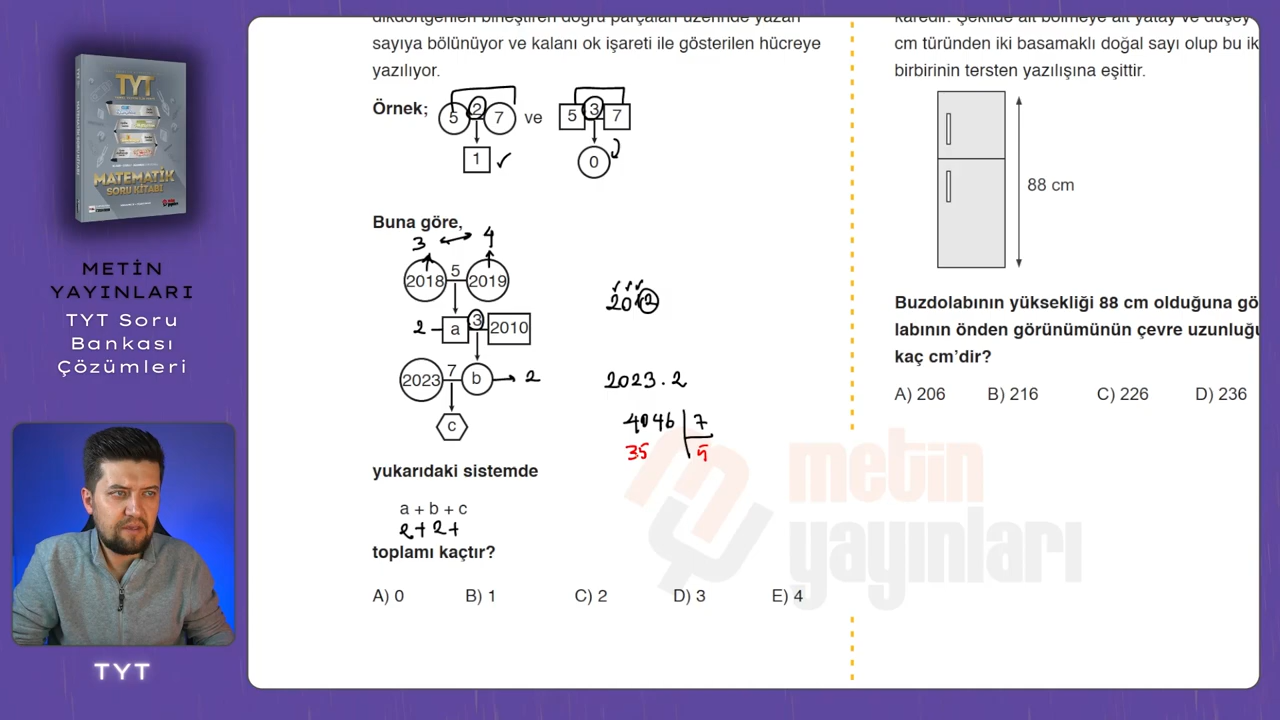 TYT
MATEMATİK
SORU KİTABI
METİN
YAYINLARI
TYT Soru
Bankası
Çözümleri
TYT
dikdörtgenleri birleştiren doğru parçaları üzerinde yazan
sayıya bölünüyor ve kalanı ok işareti ile gösterilen hücreye
yazılıyor.
Örnek;
5 2 7 ve 5 3 7
1 0
Buna göre,
3 4
2018 5 2019
2 a 3 2010
2023 7 b 2
c
2012
2023.2
4046 7
35 5
yukarıdaki sistemde
a + b + c
2+2+
toplamı kaçtır?
A) 0 B) 1 C) 2 D) 3 E) 4
karedir. Şekilde alt bölmeye ait yatay ve düşey
cm türünden iki basamaklı doğal sayı olup bu ik
birbirinin tersten yazılışına eşittir.
88 cm
Buzdolabının yüksekliği 88 cm olduğuna gö
labının önden görünümünün çevre uzunluğu
kaç cm'dir?
A) 206 B) 216 C) 226 D) 236
metin
yayınları